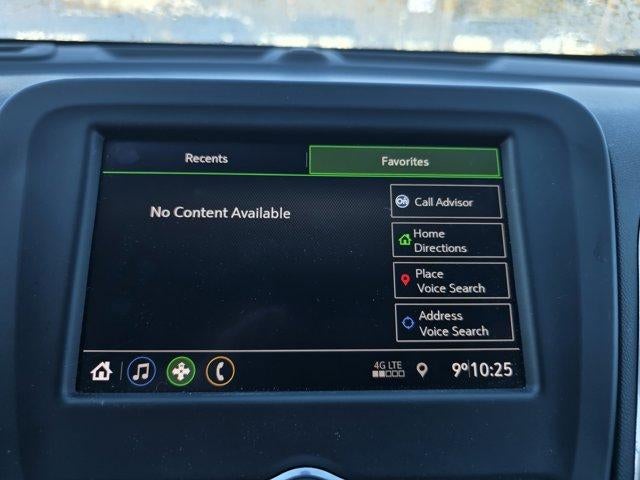 Recents
Favorites
No Content Available
Call Advisor
Home
Directions
Place
Voice Search
Address
Voice Search
4G LTE
9° 10:25